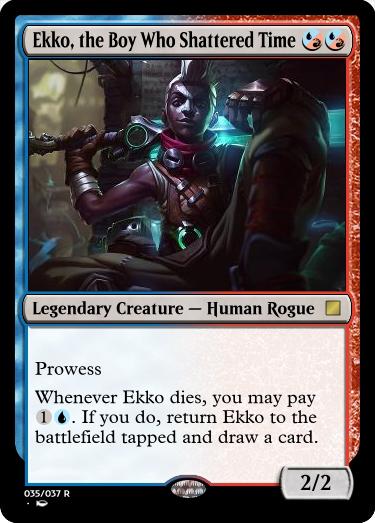 Ekko, the Boy Who Shattered Time
Legendary Creature — Human Rogue
Prowess
Whenever Ekko dies, you may pay
1. If you do, return Ekko to the
battlefield tapped and draw a card.
2/2
035/037 R